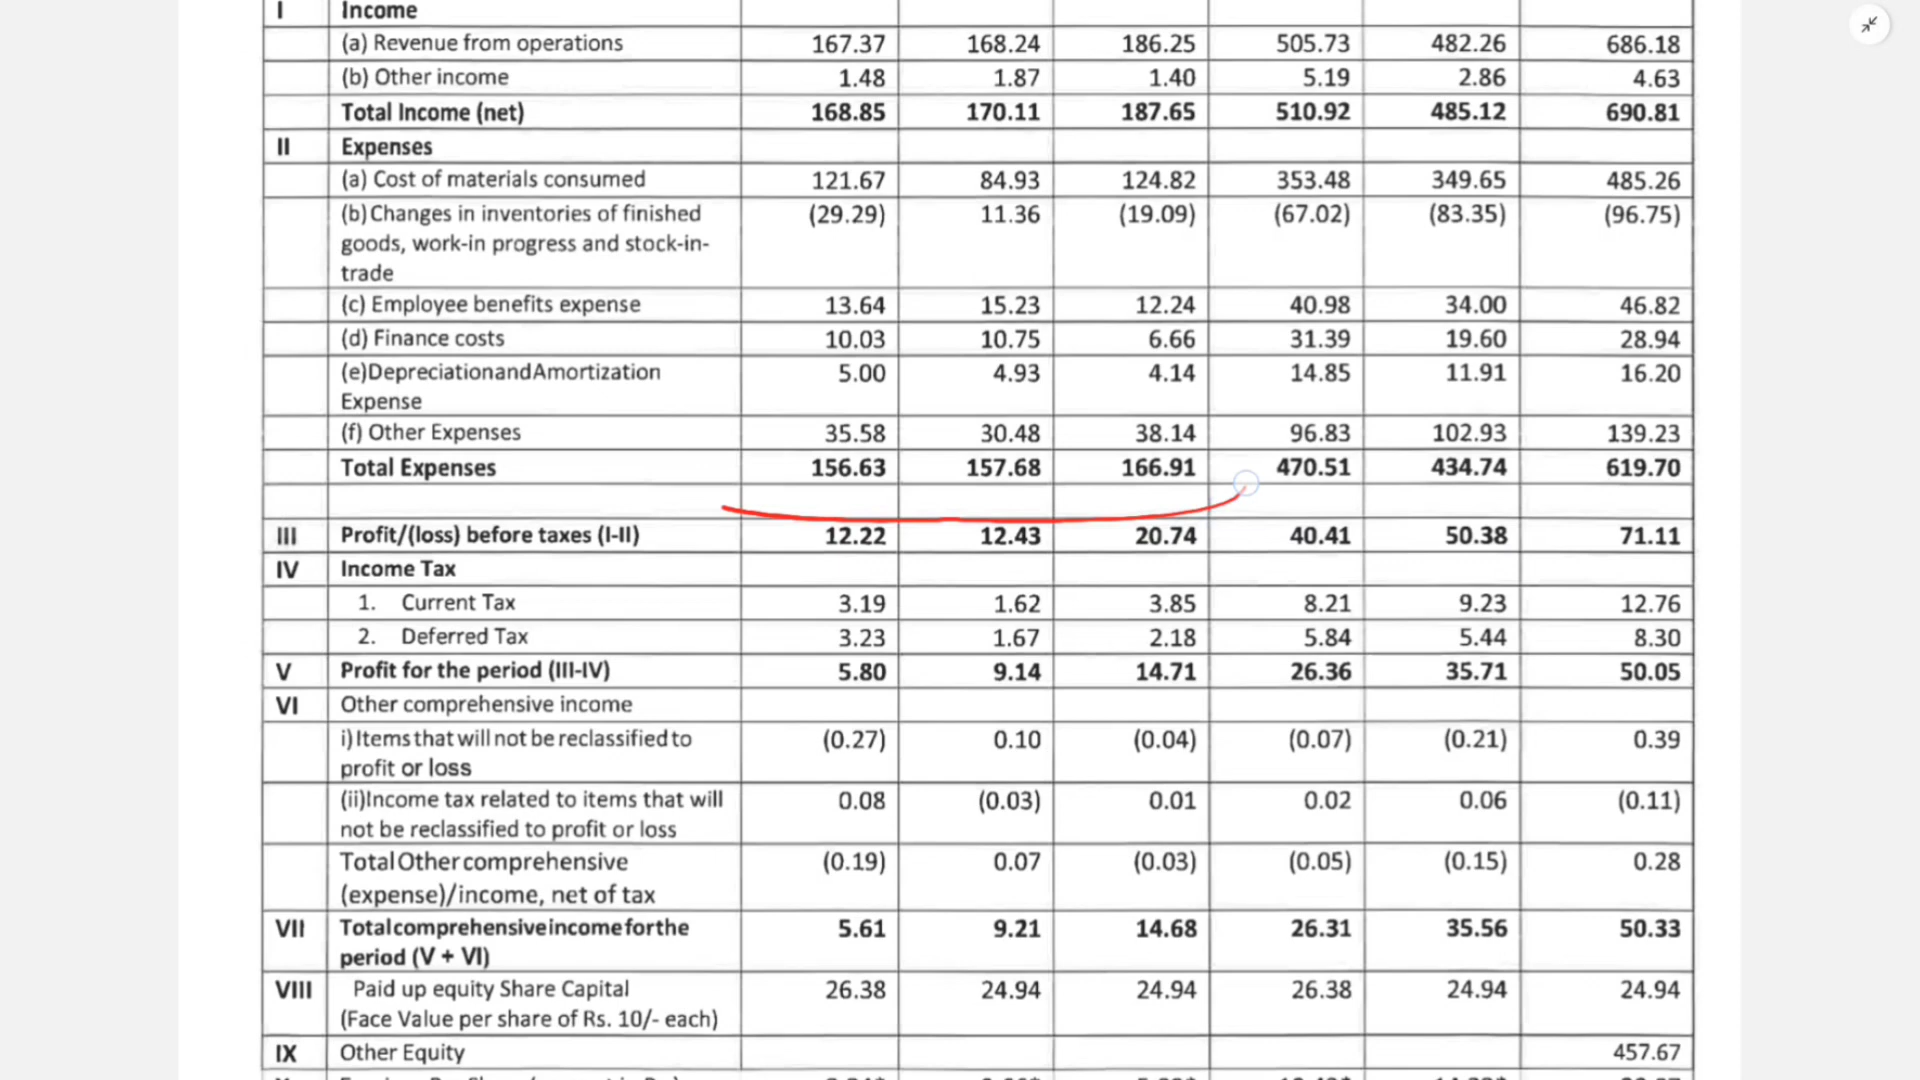 I Income
(a) Revenue from operations 167.37 168.24 186.25 505.73 482.26 686.18
(b) Other income 1.48 1.87 1.40 5.19 2.86 4.63
Total Income (net) 168.85 170.11 187.65 510.92 485.12 690.81
II Expenses
(a) Cost of materials consumed 121.67 84.93 124.82 353.48 349.65 485.26
(b) Changes in inventories of finished (29.29) 11.36 (19.09) (67.02) (83.35) (96.75)
goods, work-in progress and stock-in-
trade
(c) Employee benefits expense 13.64 15.23 12.24 40.98 34.00 46.82
(d) Finance costs 10.03 10.75 6.66 31.39 19.60 28.94
(e)DepreciationandAmortization 5.00 4.93 4.14 14.85 11.91 16.20
Expense
(f) Other Expenses 35.58 30.48 38.14 96.83 102.93 139.23
Total Expenses 156.63 157.68 166.91 470.51 434.74 619.70
III Profit/(loss) before taxes (I-II) 12.22 12.43 20.74 40.41 50.38 71.11
IV Income Tax
1. Current Tax 3.19 1.62 3.85 8.21 9.23 12.76
2. Deferred Tax 3.23 1.67 2.18 5.84 5.44 8.30
V Profit for the period (III-IV) 5.80 9.14 14.71 26.36 35.71 50.05
VI Other comprehensive income
i) Items that will not be reclassified to (0.27) 0.10 (0.04) (0.07) (0.21) 0.39
profit or loss
(ii)Income tax related to items that will 0.08 (0.03) 0.01 0.02 0.06 (0.11)
not be reclassified to profit or loss
Total Other comprehensive (0.19) 0.07 (0.03) (0.05) (0.15) 0.28
(expense)/income, net of tax
VII Total comprehensive income for the 5.61 9.21 14.68 26.31 35.56 50.33
period (V + VI)
VIII Paid up equity Share Capital 26.38 24.94 24.94 26.38 24.94 24.94
(Face Value per share of Rs. 10/- each)
IX Other Equity 457.67